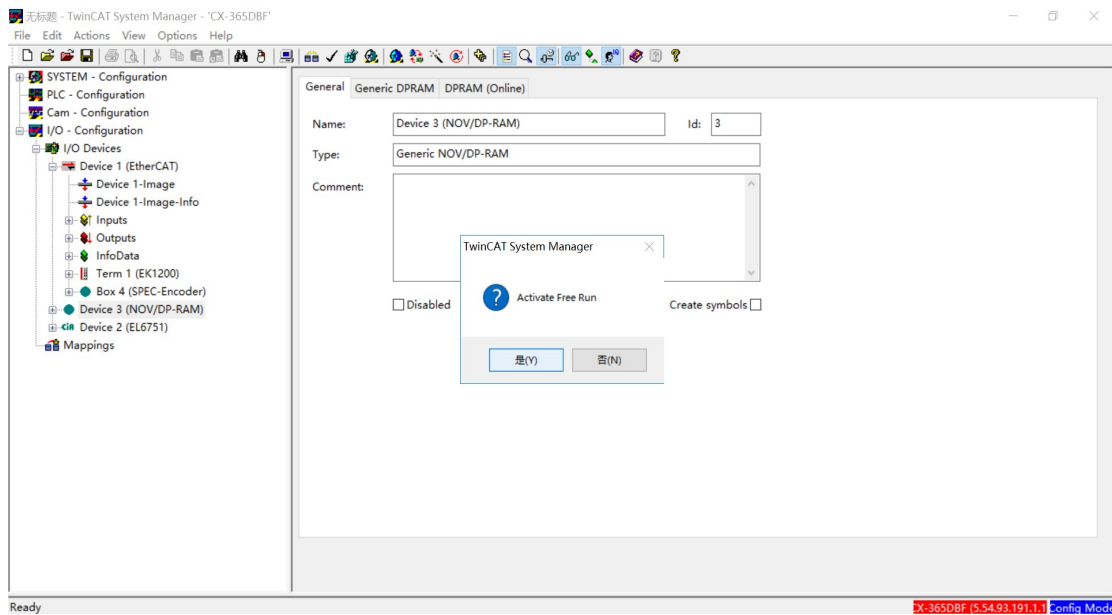 无标题 - TwinCAT System Manager - 'CX-365DBF'
File Edit Actions View Options Help
SYSTEM - Configuration
PLC - Configuration
Cam - Configuration
I/O - Configuration
I/O Devices
Device 1 (EtherCAT)
Device 1-Image
Device 1-Image-Info
Inputs
Outputs
InfoData
Term 1 (EK1200)
Box 4 (SPEC-Encoder)
Device 3 (NOV/DP-RAM)
Device 2 (EL6751)
Mappings
General Generic DPRAM DPRAM (Online)
Name: Device 3 (NOV/DP-RAM) Id: 3
Type: Generic NOV/DP-RAM
Comment:
Disabled Create symbols
TwinCAT System Manager
Activate Free Run
是(Y) 否(N)
Ready CX-365DBF (5.54.93.191.1.1 Config Mode